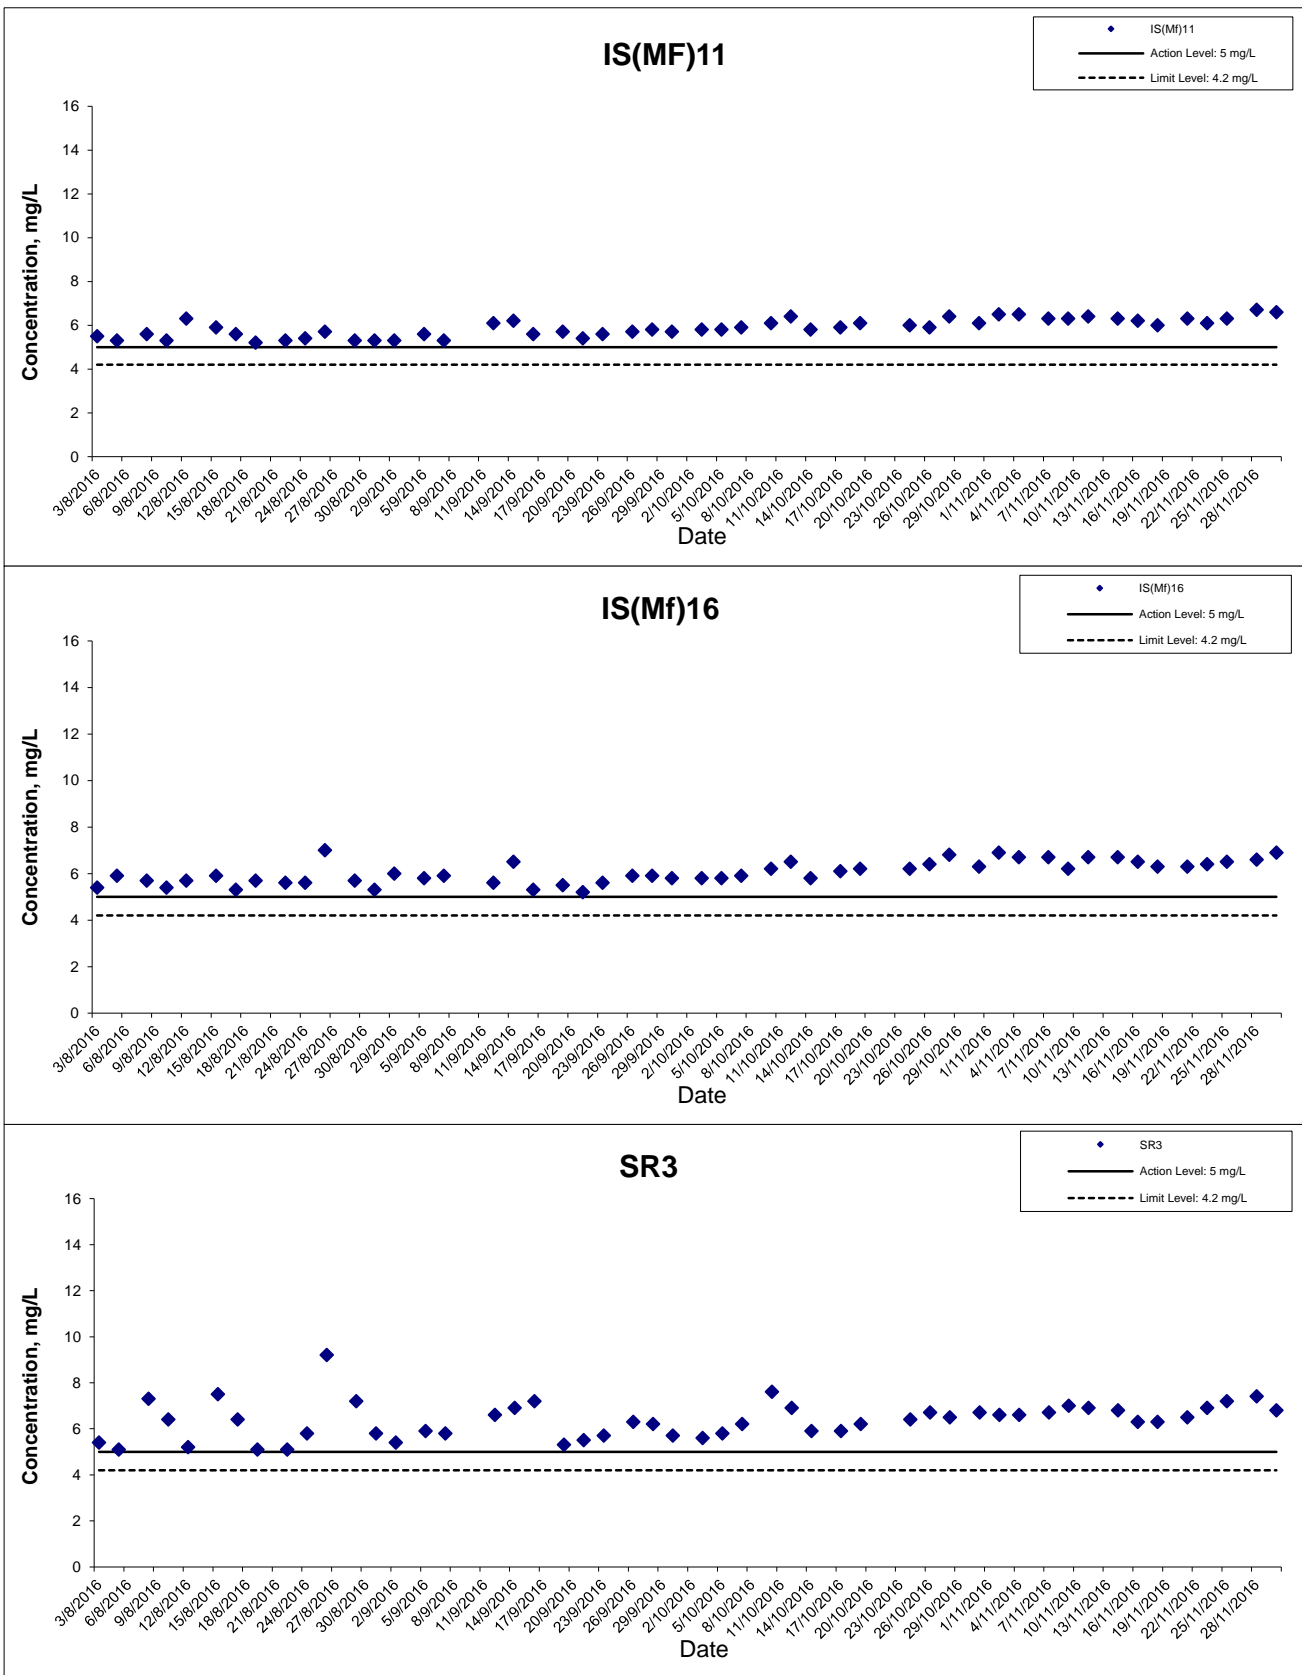 IS(MF)11
IS(Mf)11
Action Level: 5 mg/L
Limit Level: 4.2 mg/L
Concentration, mg/L
16
14
12
10
8
6
4
2
0
3/8/2016 6/8/2016 9/8/2016 12/8/2016 15/8/2016 18/8/2016 21/8/2016 24/8/2016 27/8/2016 30/8/2016 2/9/2016 5/9/2016 8/9/2016 11/9/2016 14/9/2016 17/9/2016 20/9/2016 23/9/2016 26/9/2016 29/9/2016 2/10/2016 5/10/2016 8/10/2016 11/10/2016 14/10/2016 17/10/2016 20/10/2016 23/10/2016 26/10/2016 29/10/2016 1/11/2016 4/11/2016 7/11/2016 10/11/2016 13/11/2016 16/11/2016 19/11/2016 22/11/2016 25/11/2016 28/11/2016
Date
IS(Mf)16
IS(Mf)16
Action Level: 5 mg/L
Limit Level: 4.2 mg/L
Concentration, mg/L
16
14
12
10
8
6
4
2
0
3/8/2016 6/8/2016 9/8/2016 12/8/2016 15/8/2016 18/8/2016 21/8/2016 24/8/2016 27/8/2016 30/8/2016 2/9/2016 5/9/2016 8/9/2016 11/9/2016 14/9/2016 17/9/2016 20/9/2016 23/9/2016 26/9/2016 29/9/2016 2/10/2016 5/10/2016 8/10/2016 11/10/2016 14/10/2016 17/10/2016 20/10/2016 23/10/2016 26/10/2016 29/10/2016 1/11/2016 4/11/2016 7/11/2016 10/11/2016 13/11/2016 16/11/2016 19/11/2016 22/11/2016 25/11/2016 28/11/2016
Date
SR3
SR3
Action Level: 5 mg/L
Limit Level: 4.2 mg/L
Concentration, mg/L
16
14
12
10
8
6
4
2
0
3/8/2016 6/8/2016 9/8/2016 12/8/2016 15/8/2016 18/8/2016 21/8/2016 24/8/2016 27/8/2016 30/8/2016 2/9/2016 5/9/2016 8/9/2016 11/9/2016 14/9/2016 17/9/2016 20/9/2016 23/9/2016 26/9/2016 29/9/2016 2/10/2016 5/10/2016 8/10/2016 11/10/2016 14/10/2016 17/10/2016 20/10/2016 23/10/2016 26/10/2016 29/10/2016 1/11/2016 4/11/2016 7/11/2016 10/11/2016 13/11/2016 16/11/2016 19/11/2016 22/11/2016 25/11/2016 28/11/2016
Date